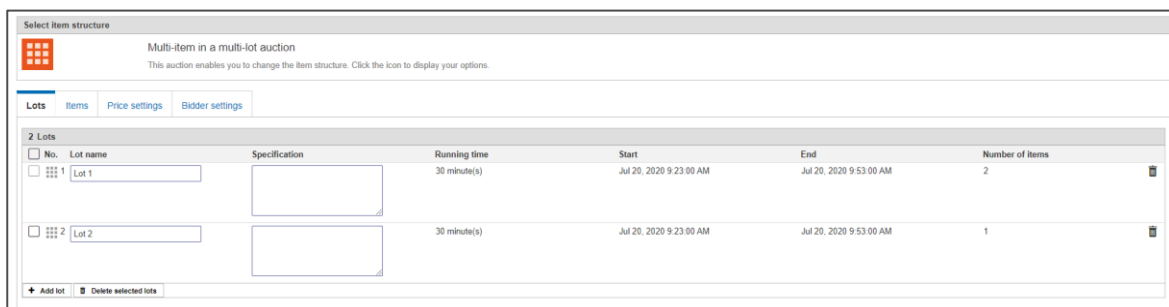 Select item structure
Multi-item in a multi-lot auction
This auction enables you to change the item structure. Click the icon to display your options.
Lots Items Price settings Bidder settings
2 Lots
No. Lot name Specification Running time Start End Number of items
1 Lot 1 30 minute(s) Jul 20, 2020 9:23:00 AM Jul 20, 2020 9:53:00 AM 2
2 Lot 2 30 minute(s) Jul 20, 2020 9:23:00 AM Jul 20, 2020 9:53:00 AM 1
+ Add lot Delete selected lots